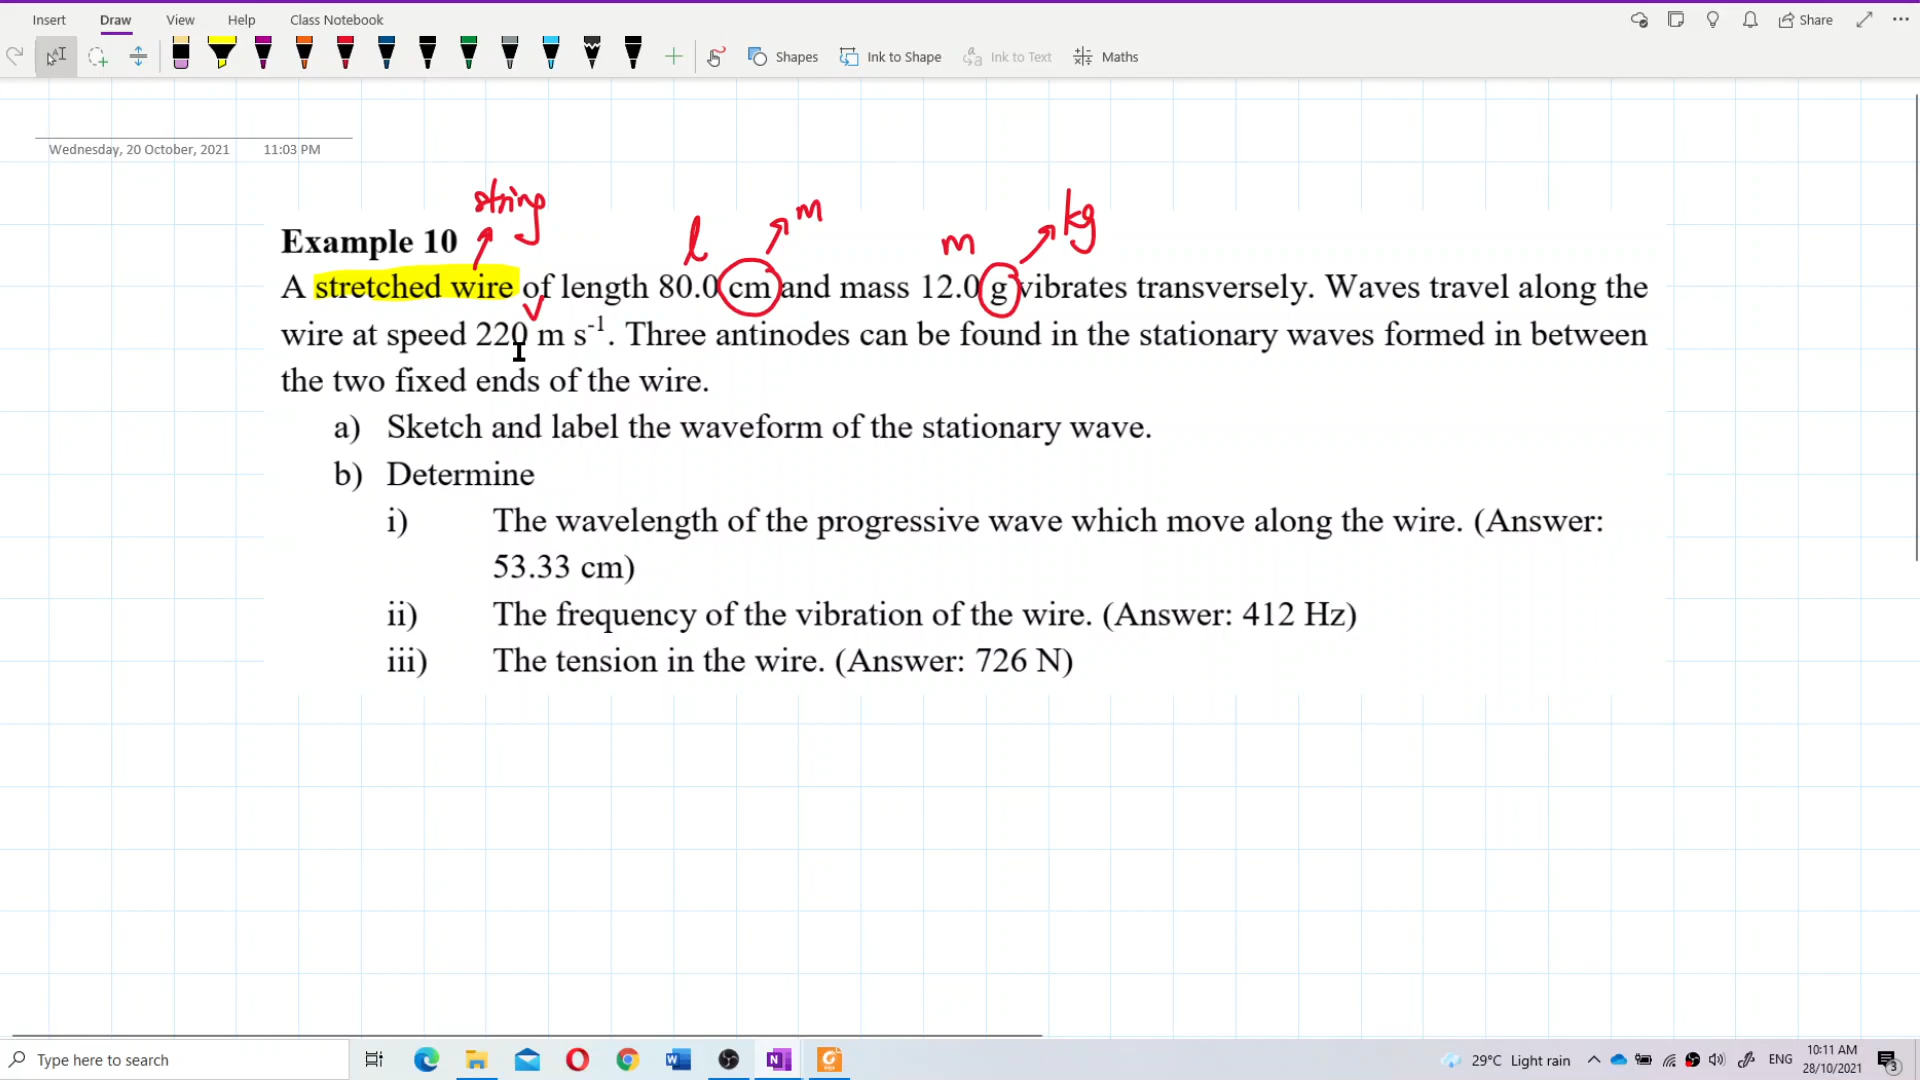 Insert Draw View Help Class Notebook Share
Shapes Ink to Shape Ink to Text Maths
Wednesday, 20 October, 2021 11:03 PM
string
l m m kg
Example 10
A stretched wire of length 80.0 cm and mass 12.0 g vibrates transversely. Waves travel along the
v
wire at speed 220 m s⁻¹. Three antinodes can be found in the stationary waves formed in between
the two fixed ends of the wire.
a) Sketch and label the waveform of the stationary wave.
b) Determine
i) The wavelength of the progressive wave which move along the wire. (Answer:
53.33 cm)
ii) The frequency of the vibration of the wire. (Answer: 412 Hz)
iii) The tension in the wire. (Answer: 726 N)
Type here to search 29°C Light rain ENG 10:11 AM
28/10/2021 3